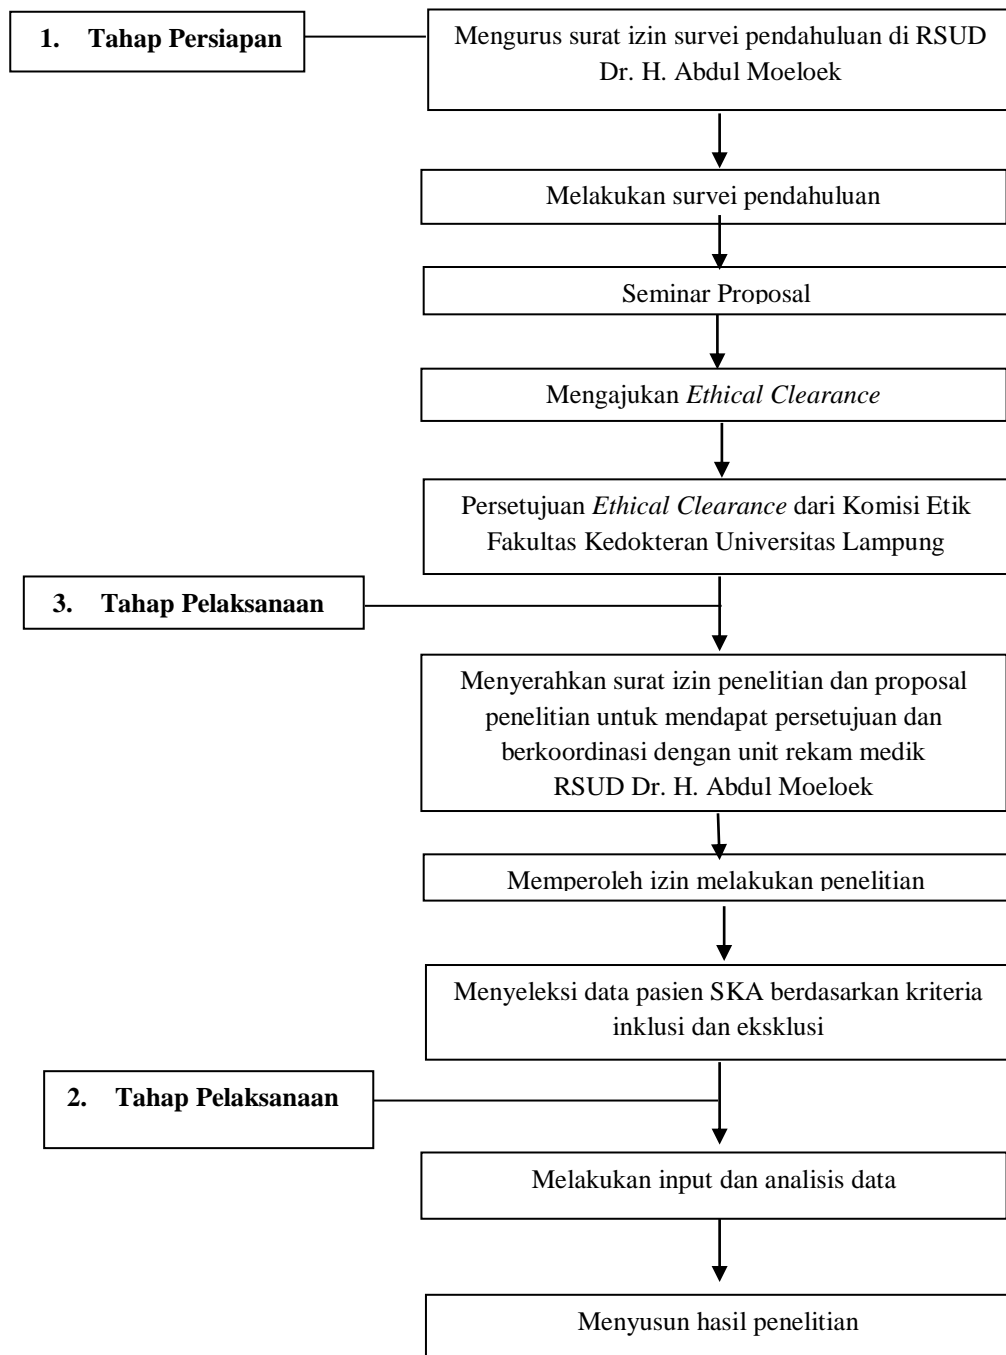 1. Tahap Persiapan
Mengurus surat izin survei pendahuluan di RSUD
Dr. H. Abdul Moeloek
Melakukan survei pendahuluan
Seminar Proposal
Mengajukan Ethical Clearance
Persetujuan Ethical Clearance dari Komisi Etik
Fakultas Kedokteran Universitas Lampung
3. Tahap Pelaksanaan
Menyerahkan surat izin penelitian dan proposal
penelitian untuk mendapat persetujuan dan
berkoordinasi dengan unit rekam medik
RSUD Dr. H. Abdul Moeloek
Memperoleh izin melakukan penelitian
Menyeleksi data pasien SKA berdasarkan kriteria
inklusi dan eksklusi
2. Tahap Pelaksanaan
Melakukan input dan analisis data
Menyusun hasil penelitian